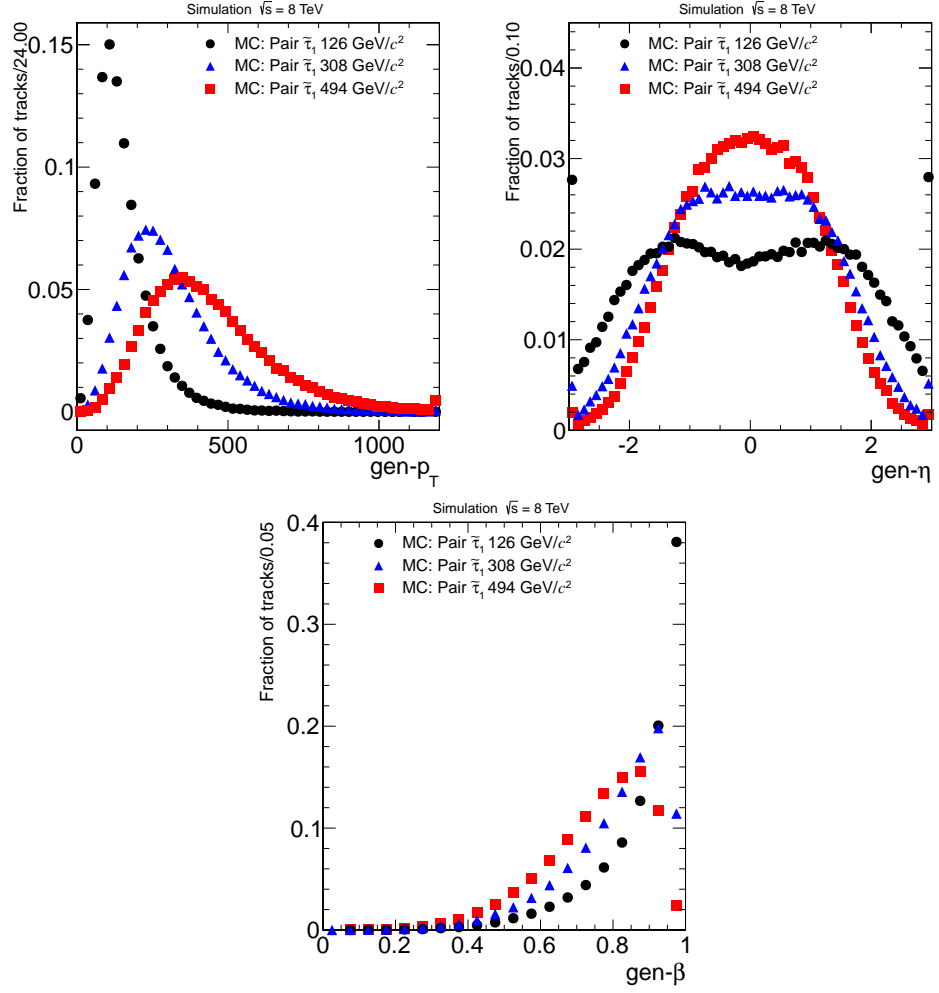 Simulation √s = 8 TeV
Fraction of tracks/24.00
0.15
0.1
0.05
0
MC: Pair τ̃₁ 126 GeV/c²
MC: Pair τ̃₁ 308 GeV/c²
MC: Pair τ̃₁ 494 GeV/c²
0 500 1000
gen-p_T
Simulation √s = 8 TeV
Fraction of tracks/0.10
0.04
0.03
0.02
0.01
0
MC: Pair τ̃₁ 126 GeV/c²
MC: Pair τ̃₁ 308 GeV/c²
MC: Pair τ̃₁ 494 GeV/c²
-2 0 2
gen-η
Simulation √s = 8 TeV
Fraction of tracks/0.05
0.4
0.3
0.2
0.1
0
MC: Pair τ̃₁ 126 GeV/c²
MC: Pair τ̃₁ 308 GeV/c²
MC: Pair τ̃₁ 494 GeV/c²
0 0.2 0.4 0.6 0.8 1
gen-β